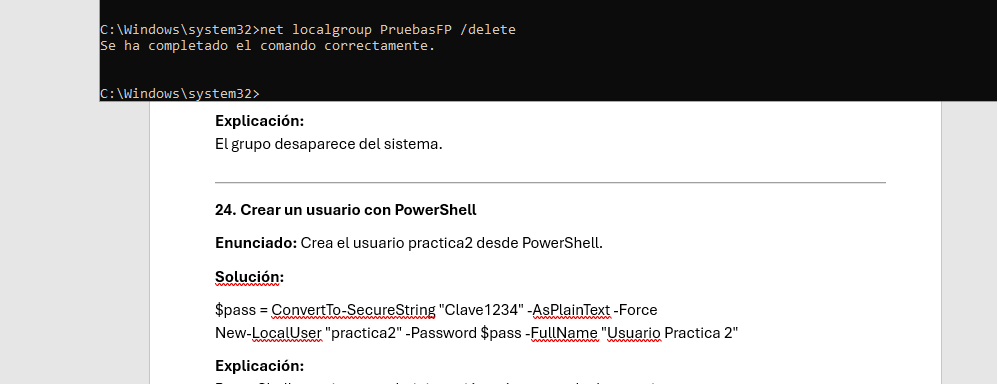 C:\Windows\system32>net localgroup PruebasFP /delete
Se ha completado el comando correctamente.
C:\Windows\system32>
Explicación:
El grupo desaparece del sistema.
24. Crear un usuario con PowerShell
Enunciado: Crea el usuario practica2 desde PowerShell.
Solución:
$pass = ConvertTo-SecureString "Clave1234" -AsPlainText -Force
New-LocalUser "practica2" -Password $pass -FullName "Usuario Practica 2"
Explicación: